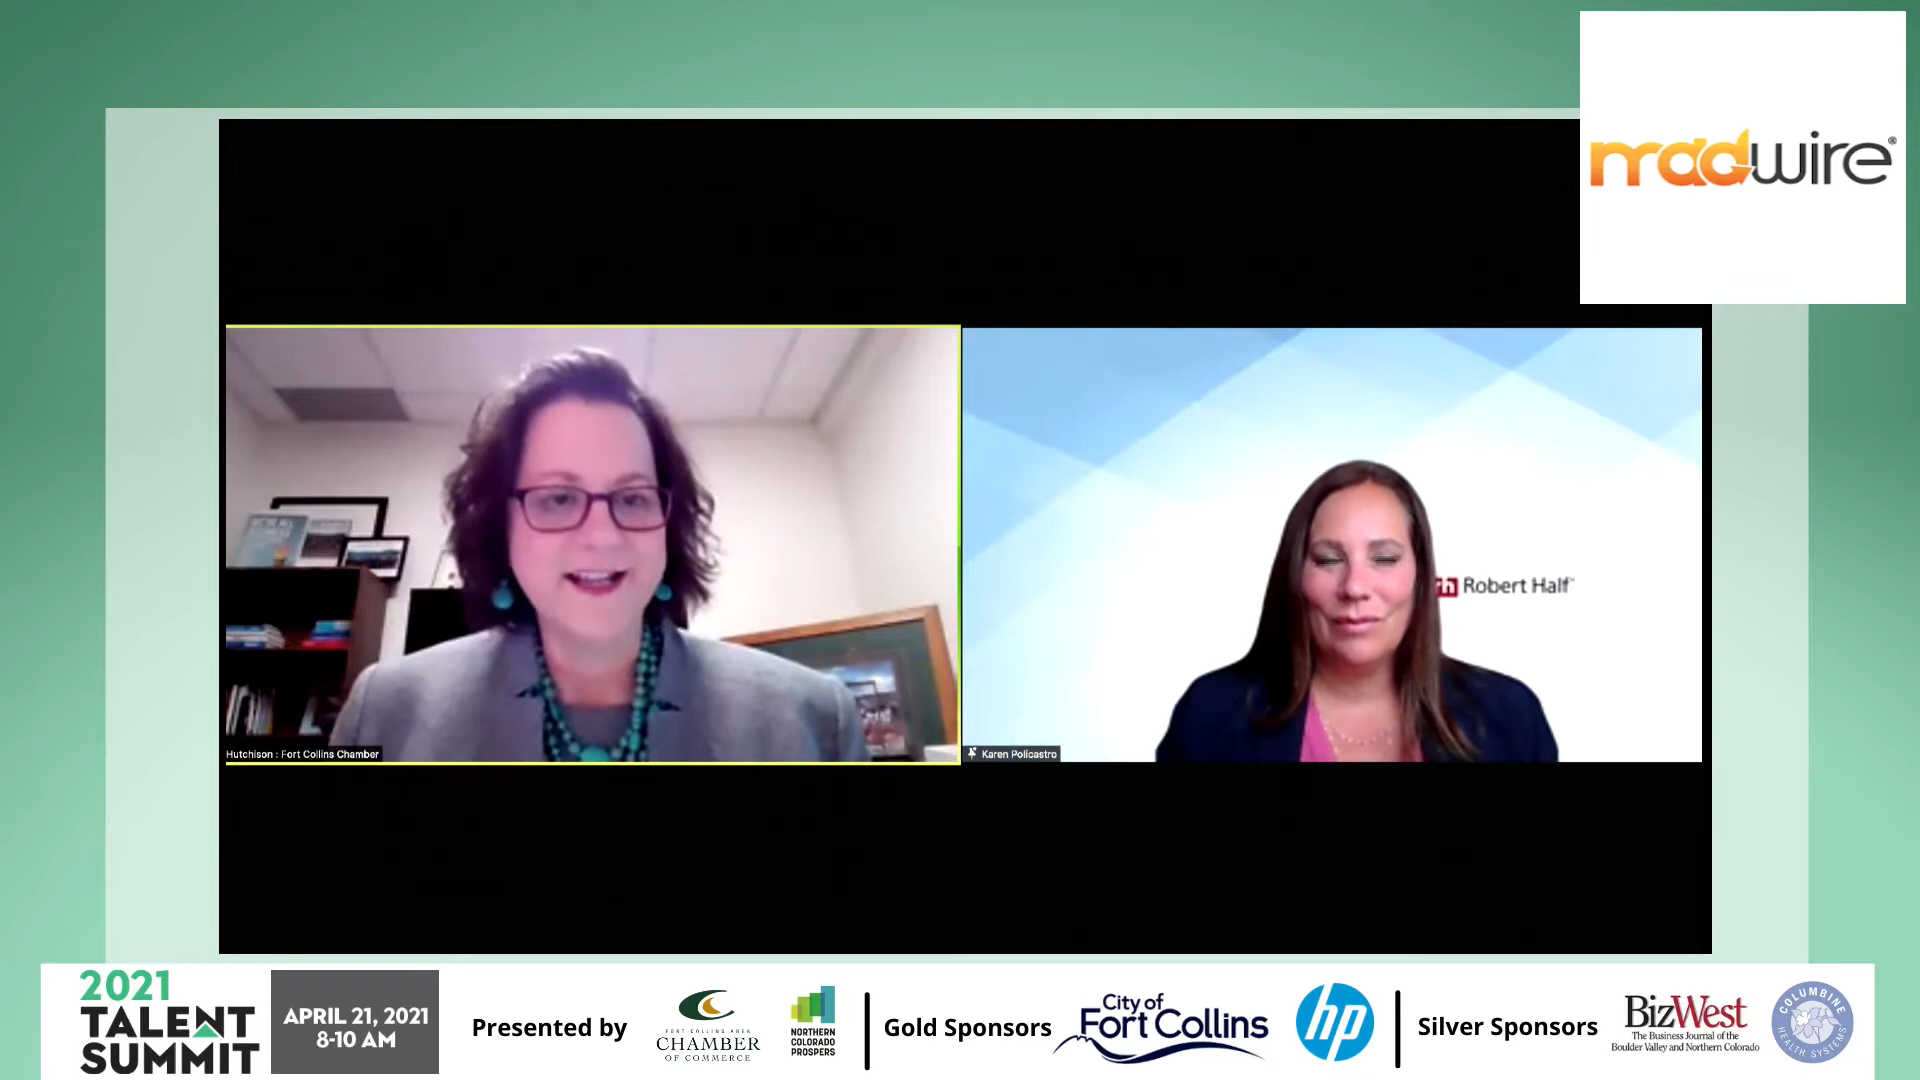 madwire®
rh Robert Half
Hutchison : Fort Collins Chamber
Karen Policastro
2021
TALENT
SUMMIT
APRIL 21, 2021
8-10 AM
Presented by
FORT COLLINS AREA
CHAMBER
OF COMMERCE
NORTHERN
COLORADO
PROSPERS
Gold Sponsors
City of
Fort Collins
hp
Silver Sponsors
BizWest
The Business Journal of the
Boulder Valley and Northern Colorado
COLUMBINE
HEALTH SYSTEMS